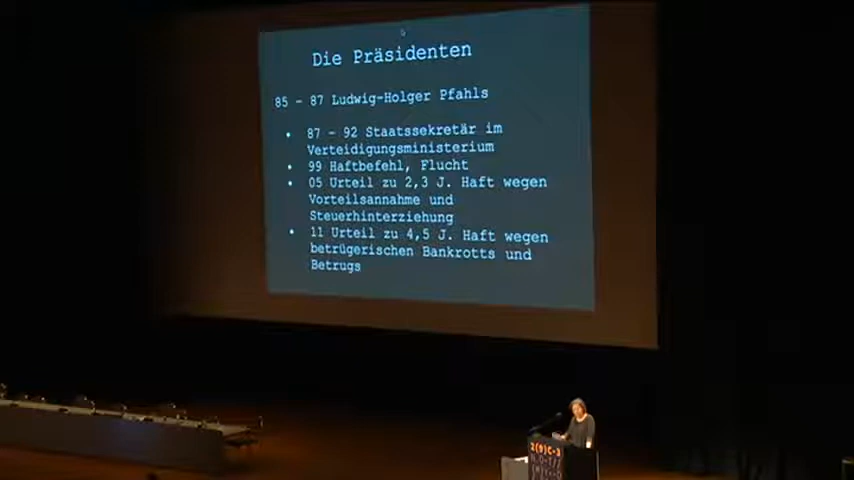 Die Präsidenten
85 - 87 Ludwig-Holger Pfahls
• 87 - 92 Staatssekretär im
Verteidigungsministerium
• 99 Haftbefehl, Flucht
• 05 Urteil zu 2,3 J. Haft wegen
Vorteilsannahme und
Steuerhinterziehung
• 11 Urteil zu 4,5 J. Haft wegen
betrügerischen Bankrotts und
Betrugs